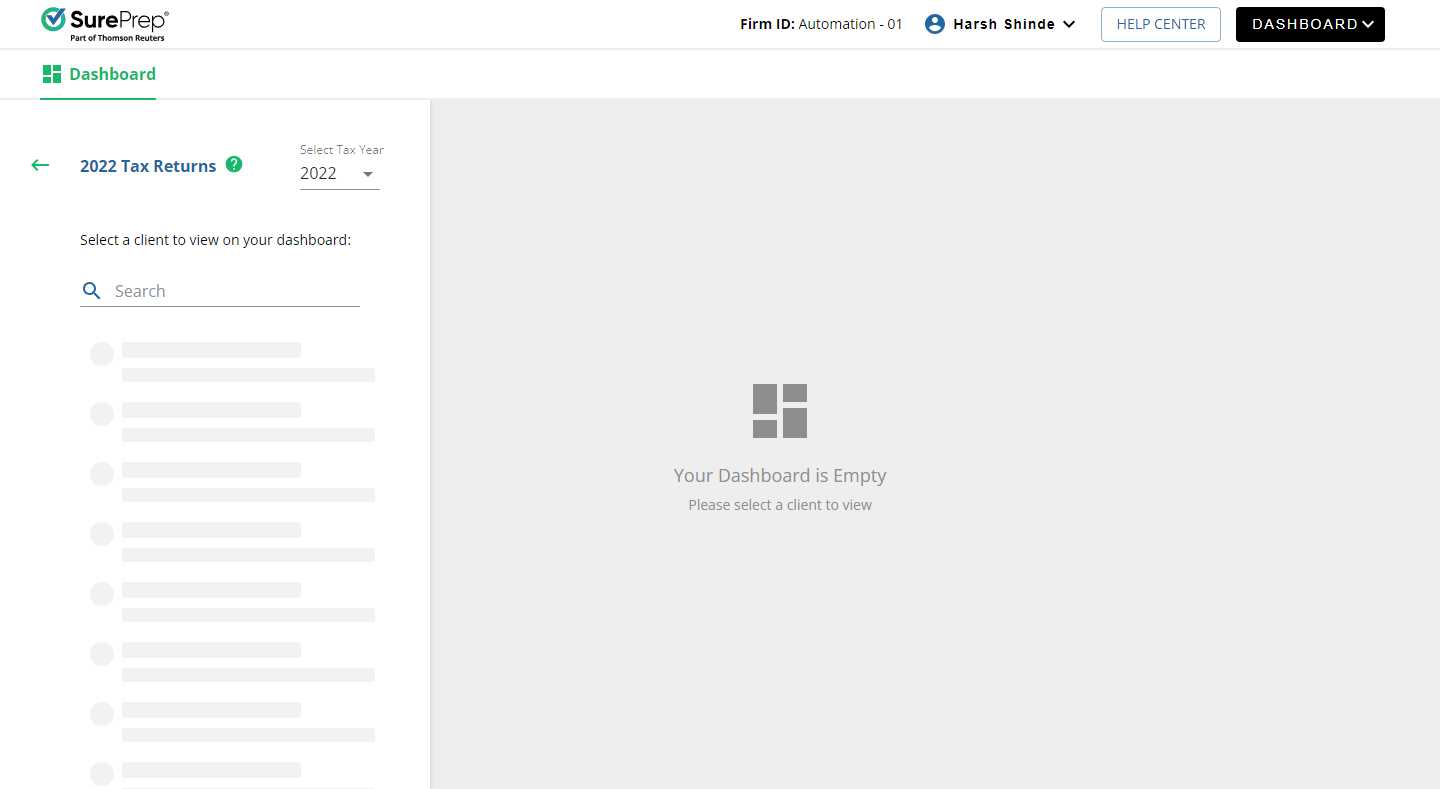 SurePrep®
Part of Thomson Reuters
Firm ID: Automation - 01
Harsh Shinde
HELP CENTER
DASHBOARD
Dashboard
2022 Tax Returns
?
Select Tax Year
2022
Select a client to view on your dashboard:
Search
Your Dashboard is Empty
Please select a client to view